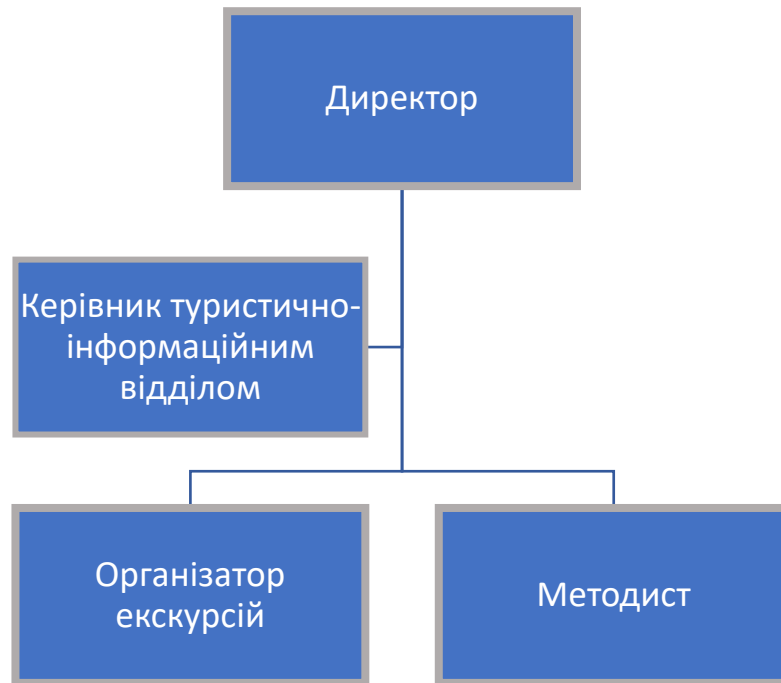 Директор
Керівник туристично-
інформаційним
відділом
Організатор
екскурсій
Методист